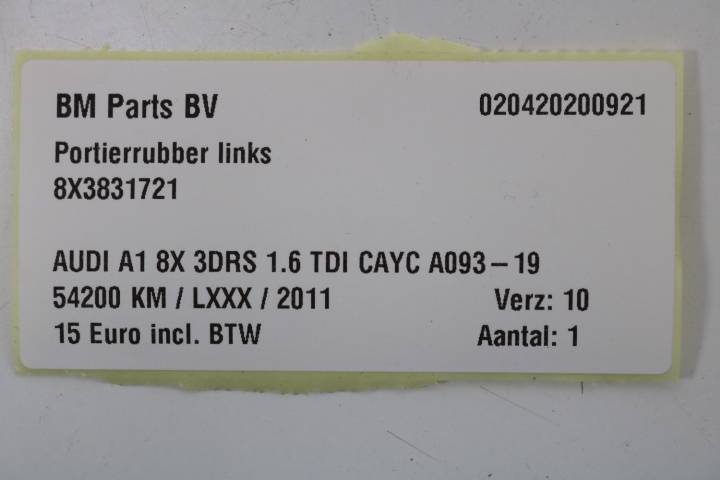 BM Parts BV 020420200921
Portierrubber links
8X3831721
AUDI A1 8X 3DRS 1.6 TDI CAYC A093-19
54200 KM / LXXX / 2011 Verz: 10
15 Euro incl. BTW Aantal: 1